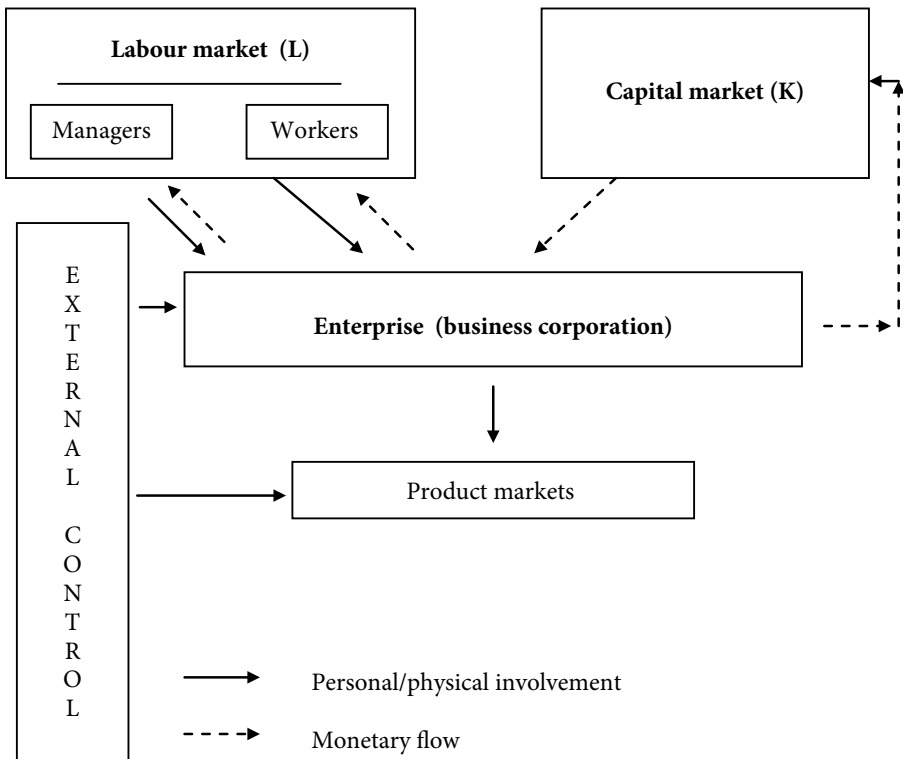 Labour market (L)
Managers
Workers
Capital market (K)
E
X
T
E
R
N
A
L
C
O
N
T
R
O
L
Enterprise (business corporation)
Product markets
Personal/physical involvement
Monetary flow